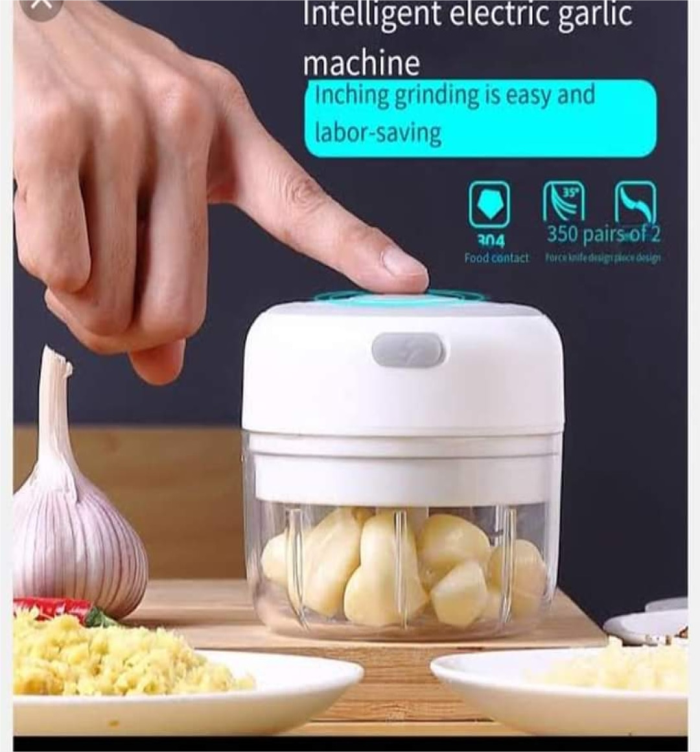 Intelligent electric garlic
machine
Inching grinding is easy and
labor-saving
35°
304
350 pairs of 2
Food contact
Force knife design piece design